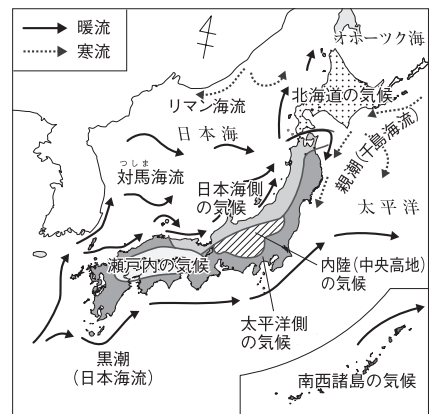 暖流
寒流
オホーツク海
北海道の気候
リマン海流
日本海
親潮(千島海流)
つしま
対馬海流
日本海側
の気候
太平洋
瀬戸内の気候
内陸(中央高地)
の気候
太平洋側
の気候
黒潮
(日本海流)
南西諸島の気候